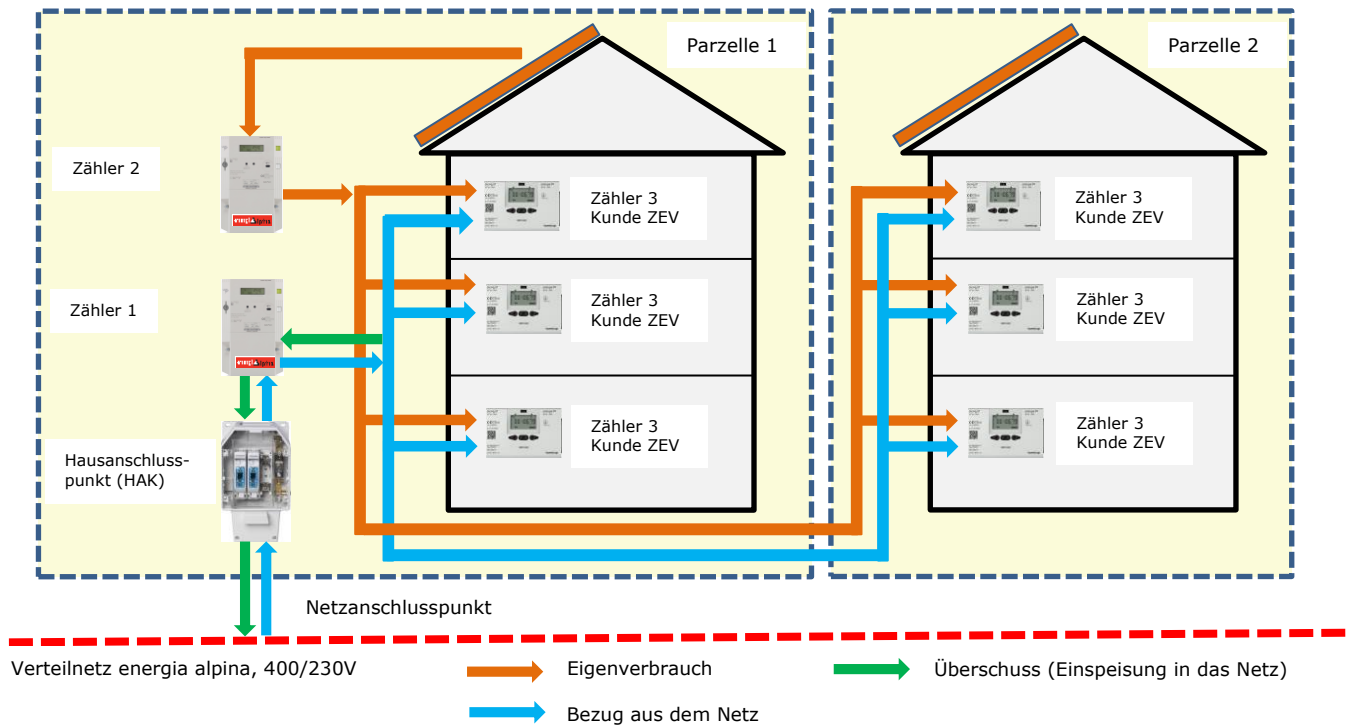 Parzelle 1
Parzelle 2
Zähler 2
Zähler 3
Kunde ZEV
Zähler 3
Kunde ZEV
Zähler 1
Zähler 3
Kunde ZEV
Zähler 3
Kunde ZEV
Hausanschluss-
punkt (HAK)
Zähler 3
Kunde ZEV
Zähler 3
Kunde ZEV
Netzanschlusspunkt
Verteilnetz energia alpina, 400/230V
Eigenverbrauch
Überschuss (Einspeisung in das Netz)
Bezug aus dem Netz